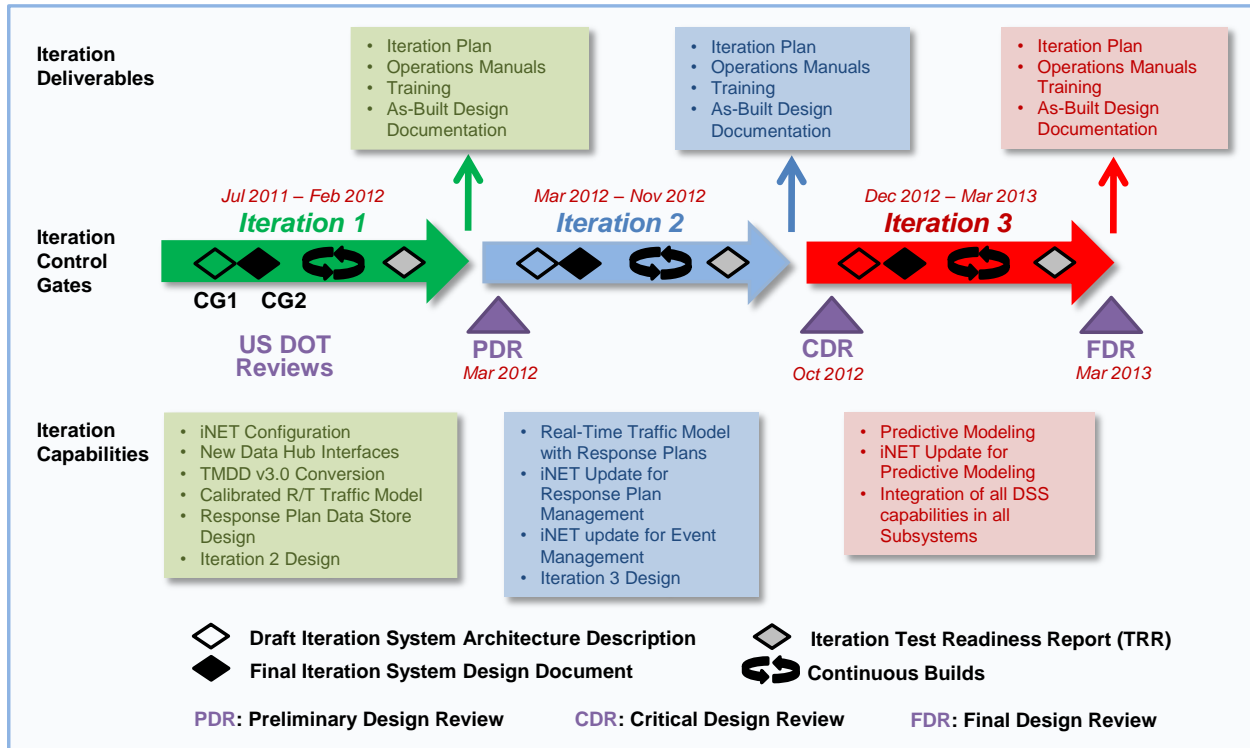 Iteration
Deliverables
• Iteration Plan
• Operations Manuals
• Training
• As-Built Design
Documentation
• Iteration Plan
• Operations Manuals
• Training
• As-Built Design
Documentation
• Iteration Plan
• Operations Manuals
Training
• As-Built Design
Documentation
Jul 2011 – Feb 2012
Iteration 1
Mar 2012 – Nov 2012
Iteration 2
Dec 2012 – Mar 2013
Iteration 3
Iteration
Control
Gates
CG1 CG2
US DOT
Reviews
PDR
Mar 2012
CDR
Oct 2012
FDR
Mar 2013
Iteration
Capabilities
• iNET Configuration
• New Data Hub Interfaces
• TMDD v3.0 Conversion
• Calibrated R/T Traffic Model
• Response Plan Data Store
Design
• Iteration 2 Design
• Real-Time Traffic Model
with Response Plans
• iNET Update for
Response Plan
Management
• iNET update for Event
Management
• Iteration 3 Design
• Predictive Modeling
• iNET Update for
Predictive Modeling
• Integration of all DSS
capabilities in all
Subsystems
Draft Iteration System Architecture Description
Iteration Test Readiness Report (TRR)
Final Iteration System Design Document
Continuous Builds
PDR: Preliminary Design Review
CDR: Critical Design Review
FDR: Final Design Review